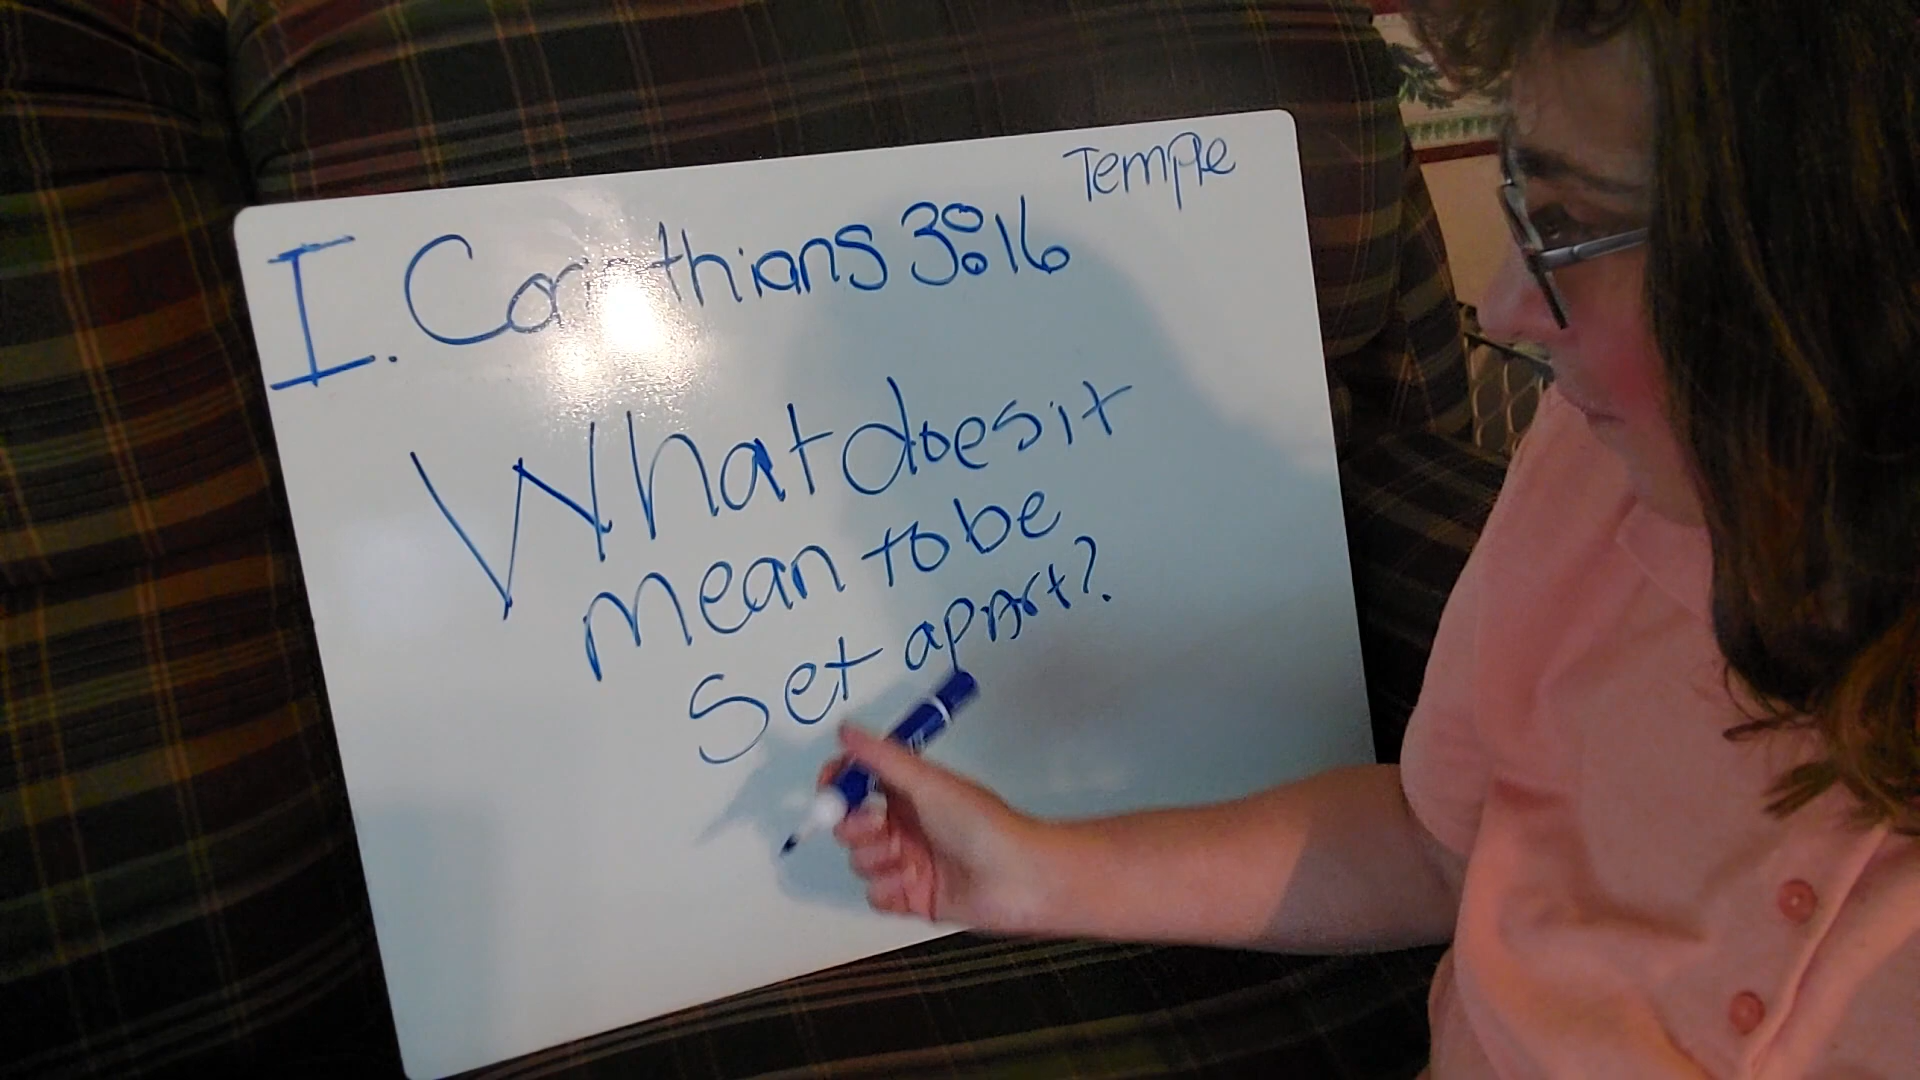 Temple
I. Corinthians 3:16
What does it
mean to be
Set apart?